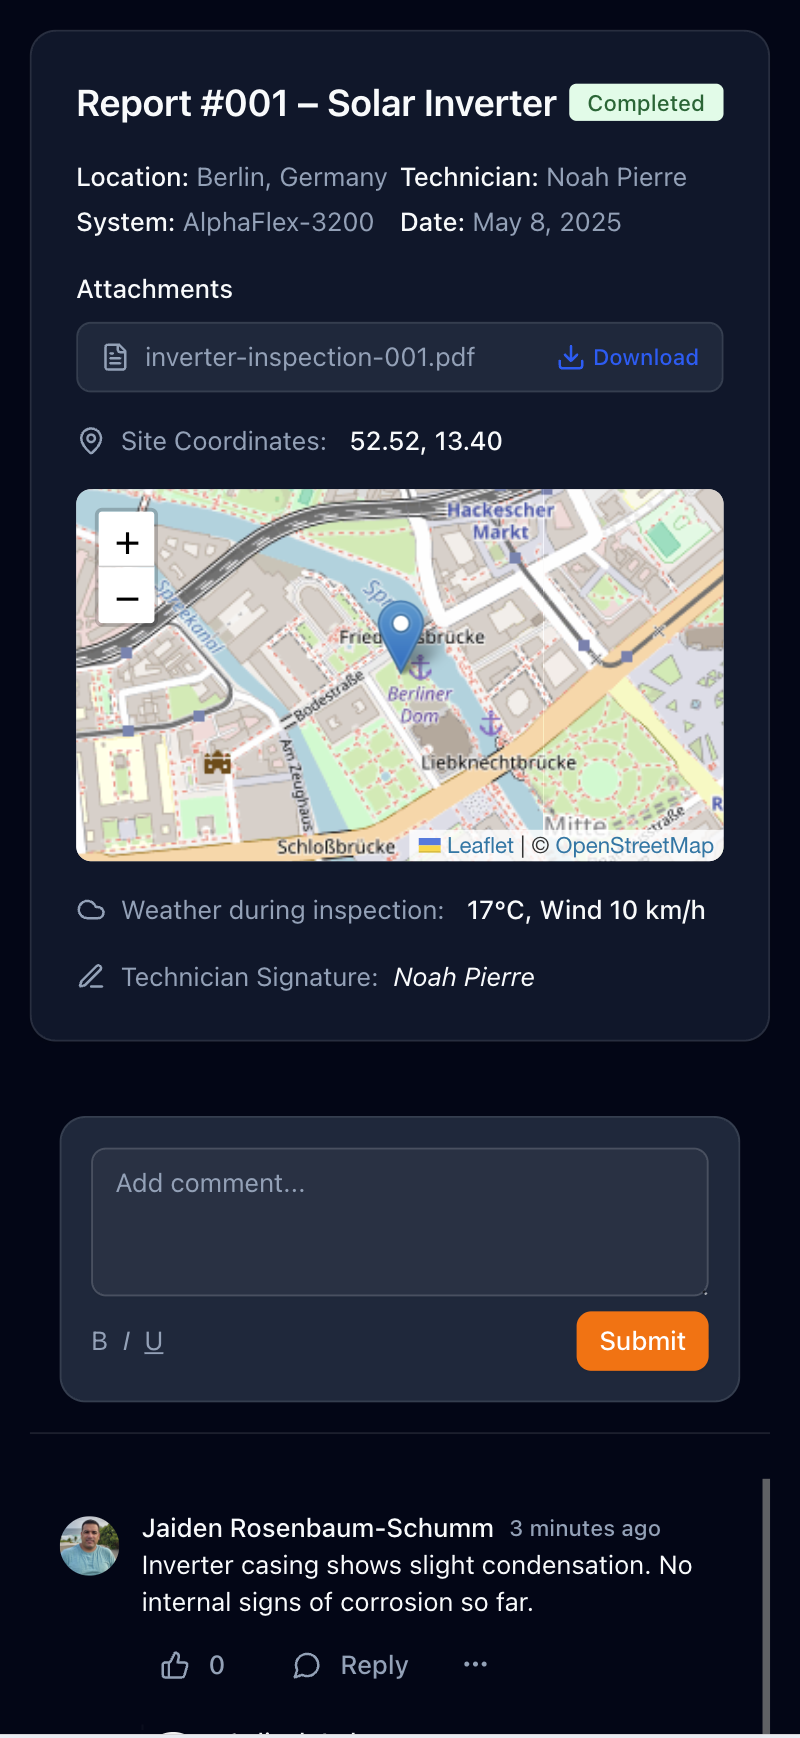 Report #001 – Solar Inverter
Completed
Location: Berlin, Germany Technician: Noah Pierre
System: AlphaFlex-3200 Date: May 8, 2025
Attachments
inverter-inspection-001.pdf Download
Site Coordinates: 52.52, 13.40
+
−
Hackescher
Markt
Spreekanal
Berliner
Dom
Bodestraße
Am Zeughaus
Liebknechtbrücke
Mitte
Schloßbrücke
Leaflet | © OpenStreetMap
Weather during inspection: 17°C, Wind 10 km/h
Technician Signature: Noah Pierre
Add comment...
B I U
Submit
Jaiden Rosenbaum-Schumm 3 minutes ago
Inverter casing shows slight condensation. No
internal signs of corrosion so far.
0 Reply ...